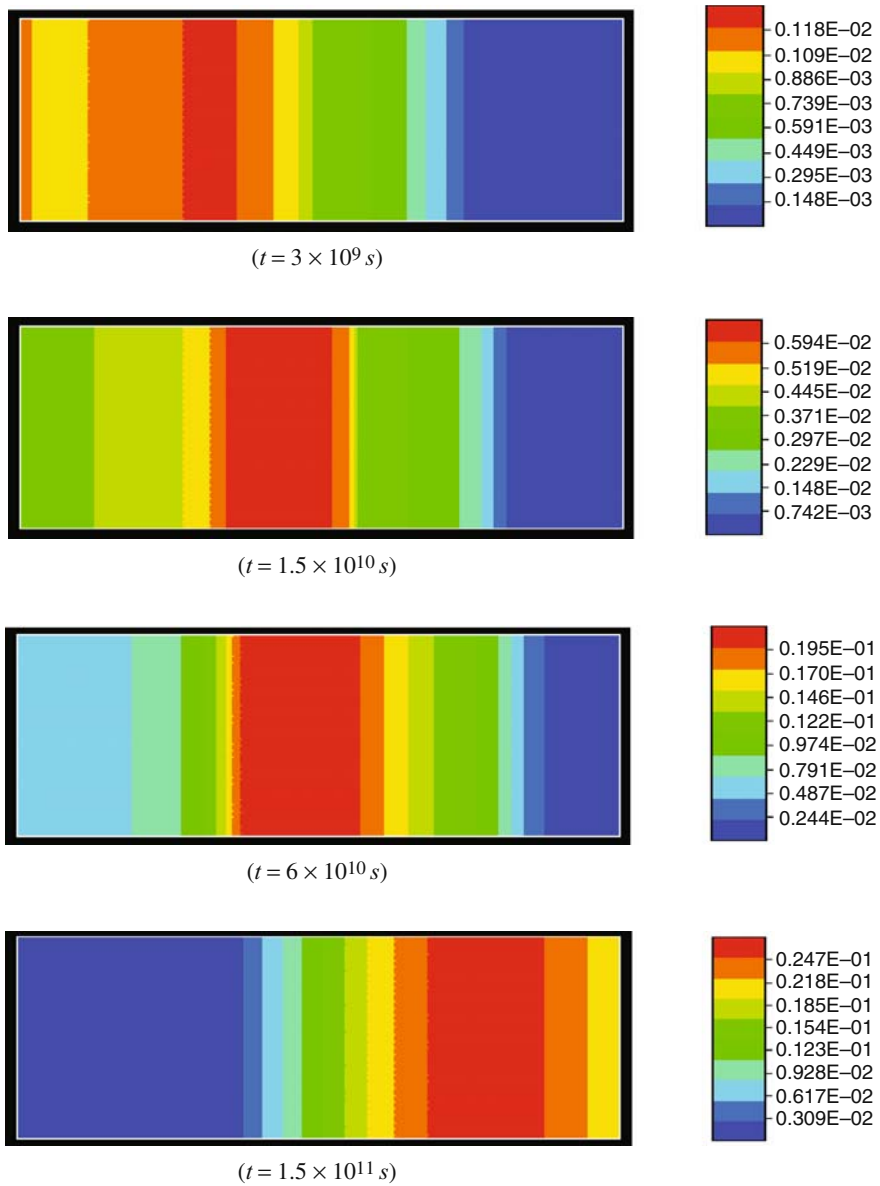 0.118E–02
0.109E–02
0.886E–03
0.739E–03
0.591E–03
0.449E–03
0.295E–03
0.148E–03
(t = 3 × 10⁹ s)
0.594E–02
0.519E–02
0.445E–02
0.371E–02
0.297E–02
0.229E–02
0.148E–02
0.742E–03
(t = 1.5 × 10¹⁰ s)
0.195E–01
0.170E–01
0.146E–01
0.122E–01
0.974E–02
0.791E–02
0.487E–02
0.244E–02
(t = 6 × 10¹⁰ s)
0.247E–01
0.218E–01
0.185E–01
0.154E–01
0.123E–01
0.928E–02
0.617E–02
0.309E–02
(t = 1.5 × 10¹¹ s)